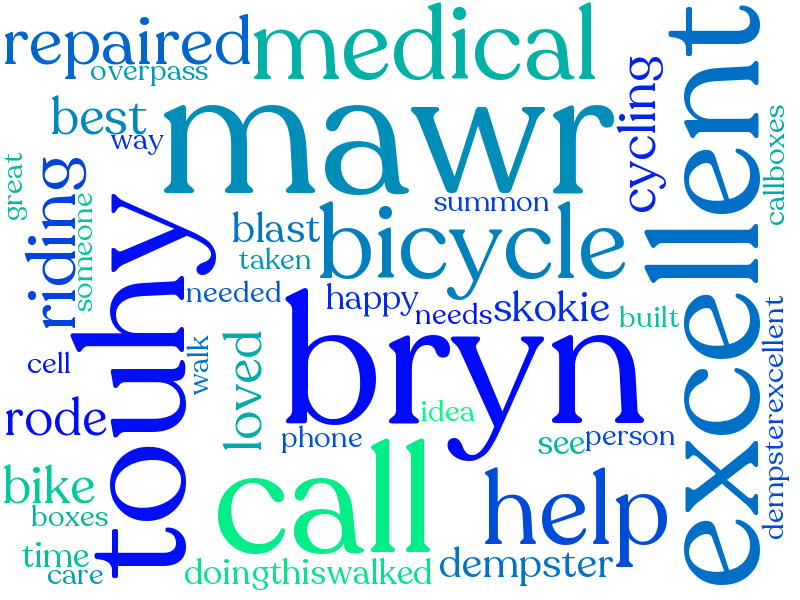 repaired
medical
excellent
overpass
best
way
mawr
cycling
callboxes
great
riding
someone
touhy
summon
blast
bicycle
taken
needed
happy
needs
skokie
built
cell
walk
loved
bryn
dempsterexcellent
rode
phone
idea
see
person
call
help
bike
boxes
time
care
doingthiswalked
dempster